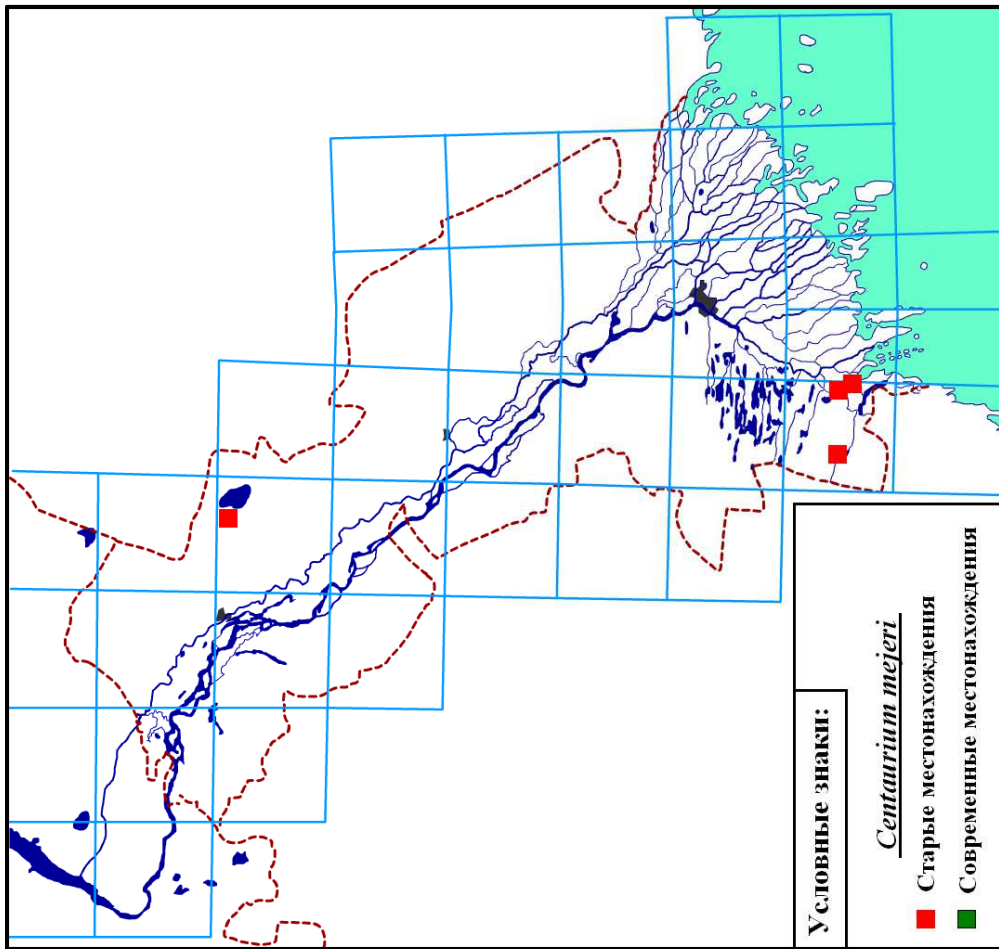 Условные знаки:
Centaurium mejeri
Старые местонахождения
Современные местонахождения